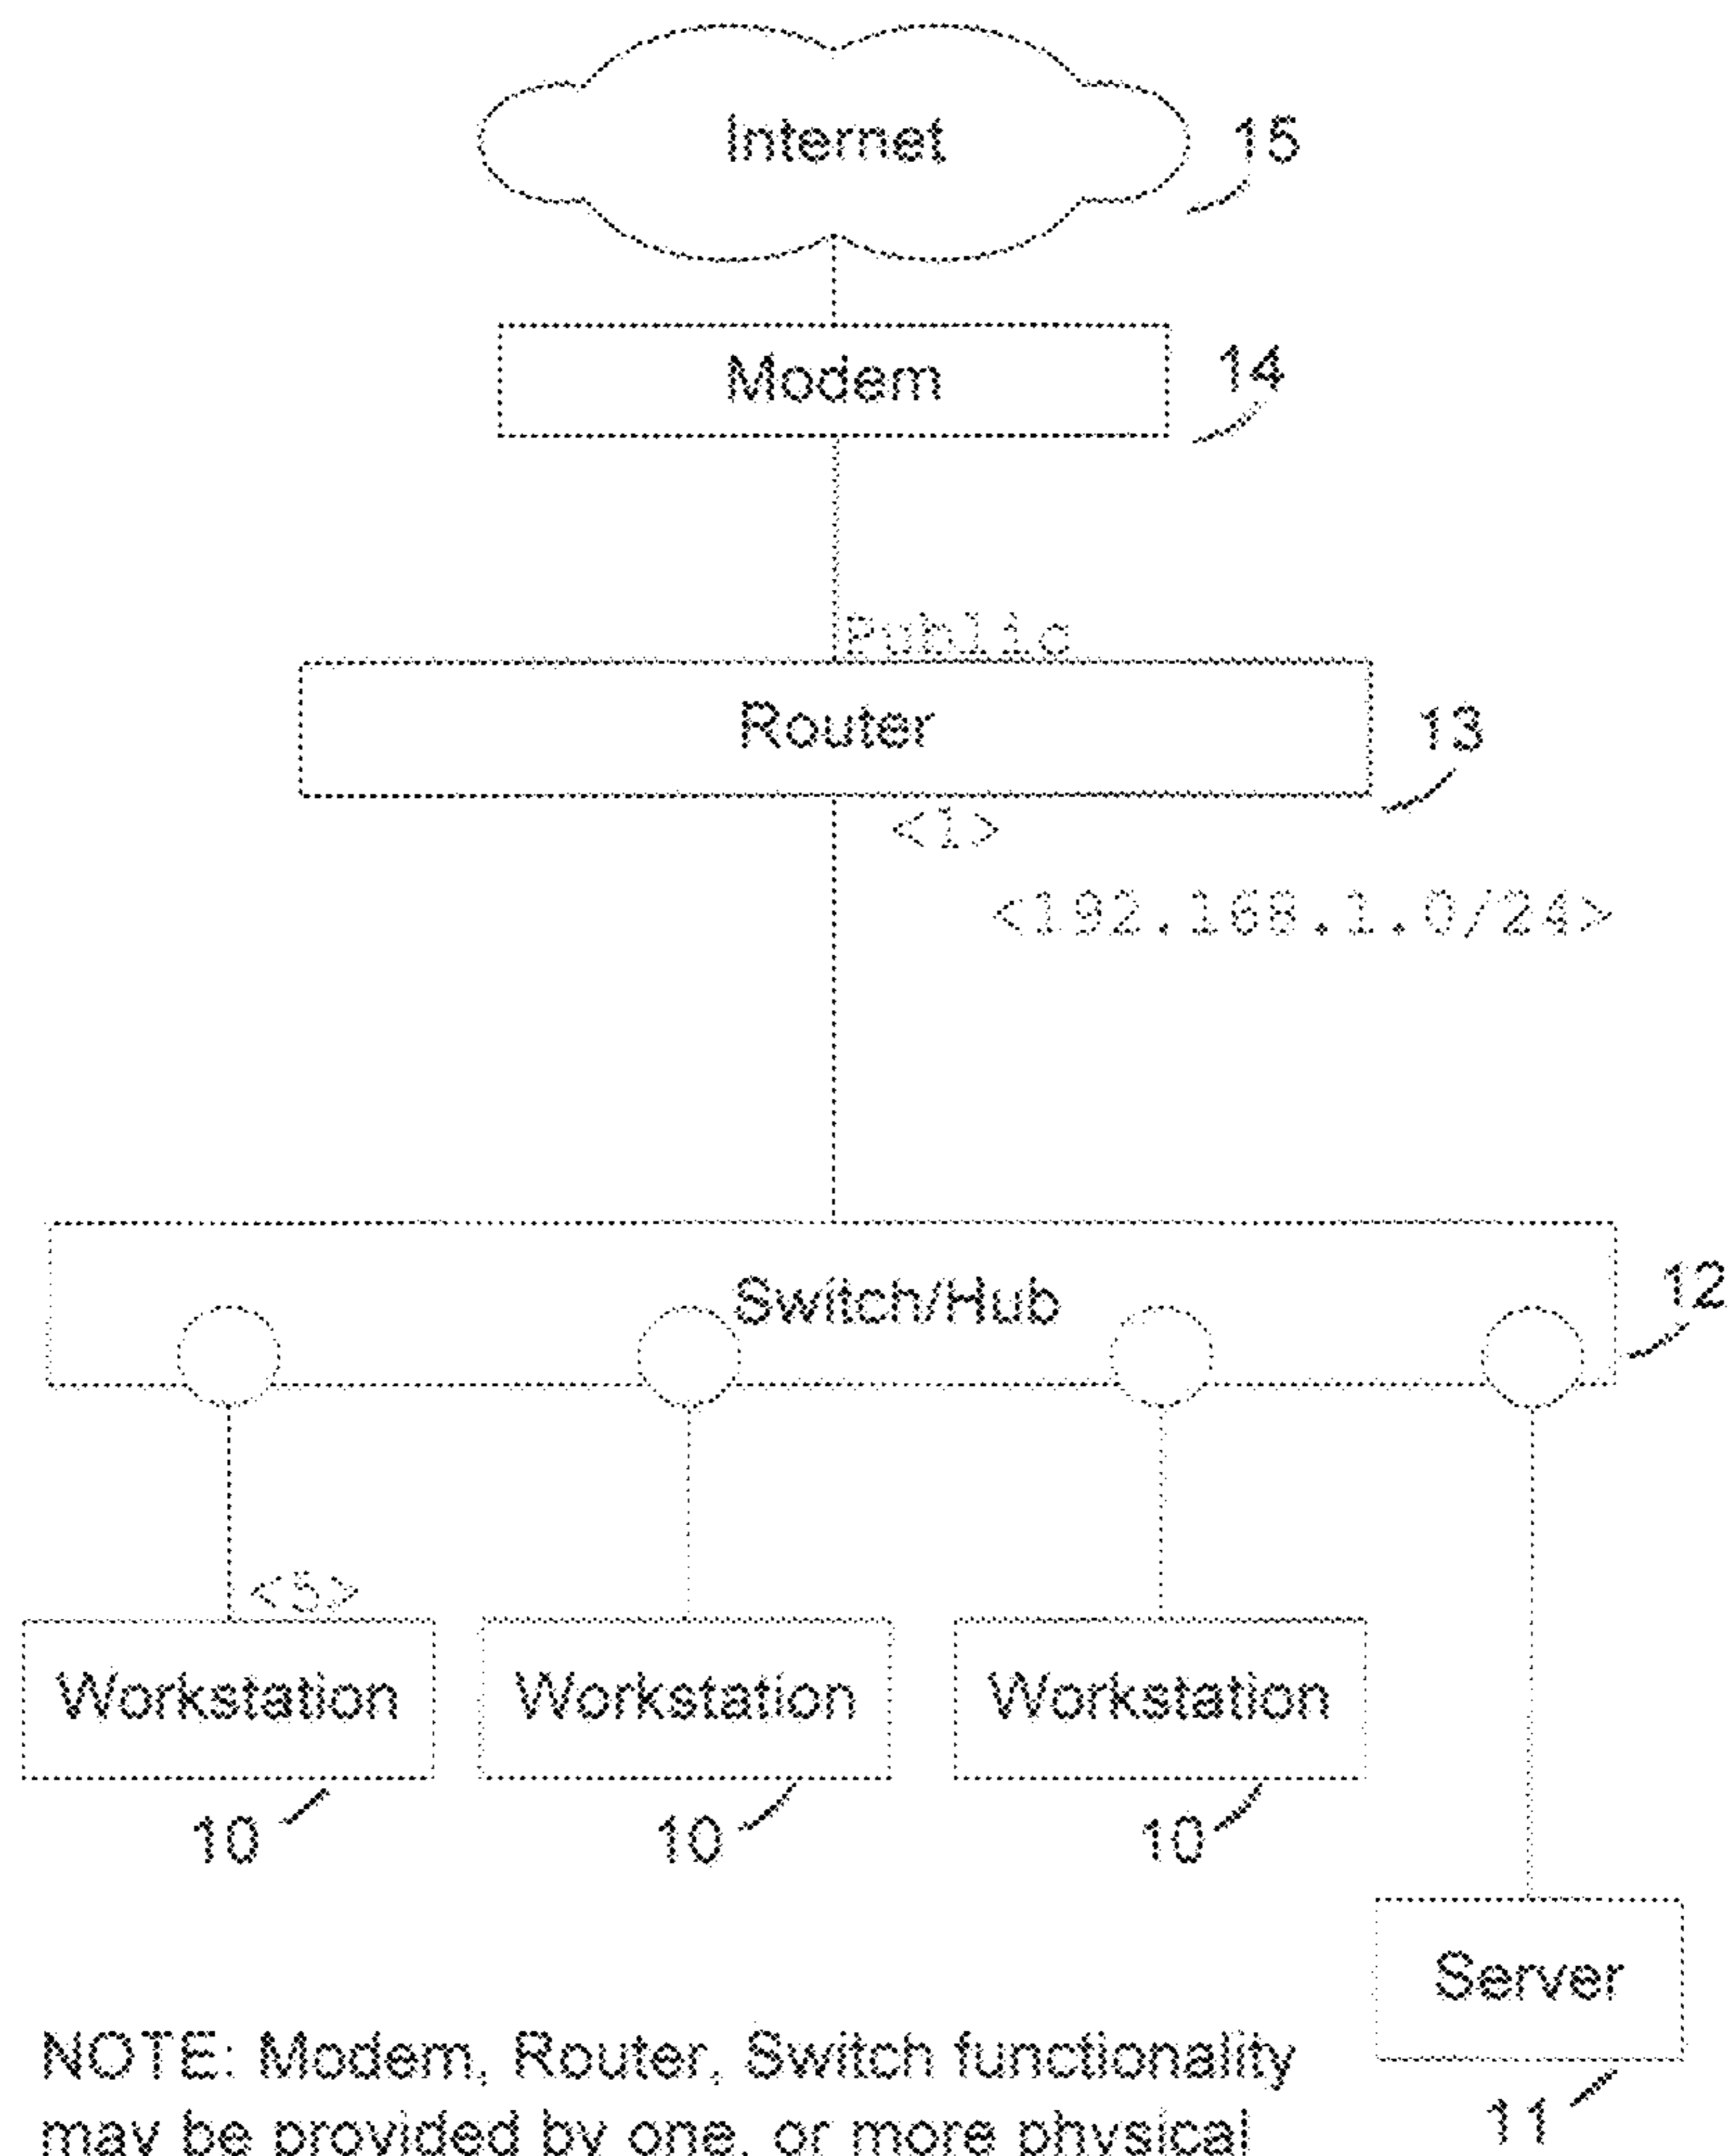 Internet
15
Modem
14
Public
Router
13
<1>
<192.168.1.0/24>
Switch/Hub
12
<5>
Workstation
Workstation
Workstation
10
10
10
Server
11
NOTE: Modem, Router, Switch functionality
may be provided by one, or more physical